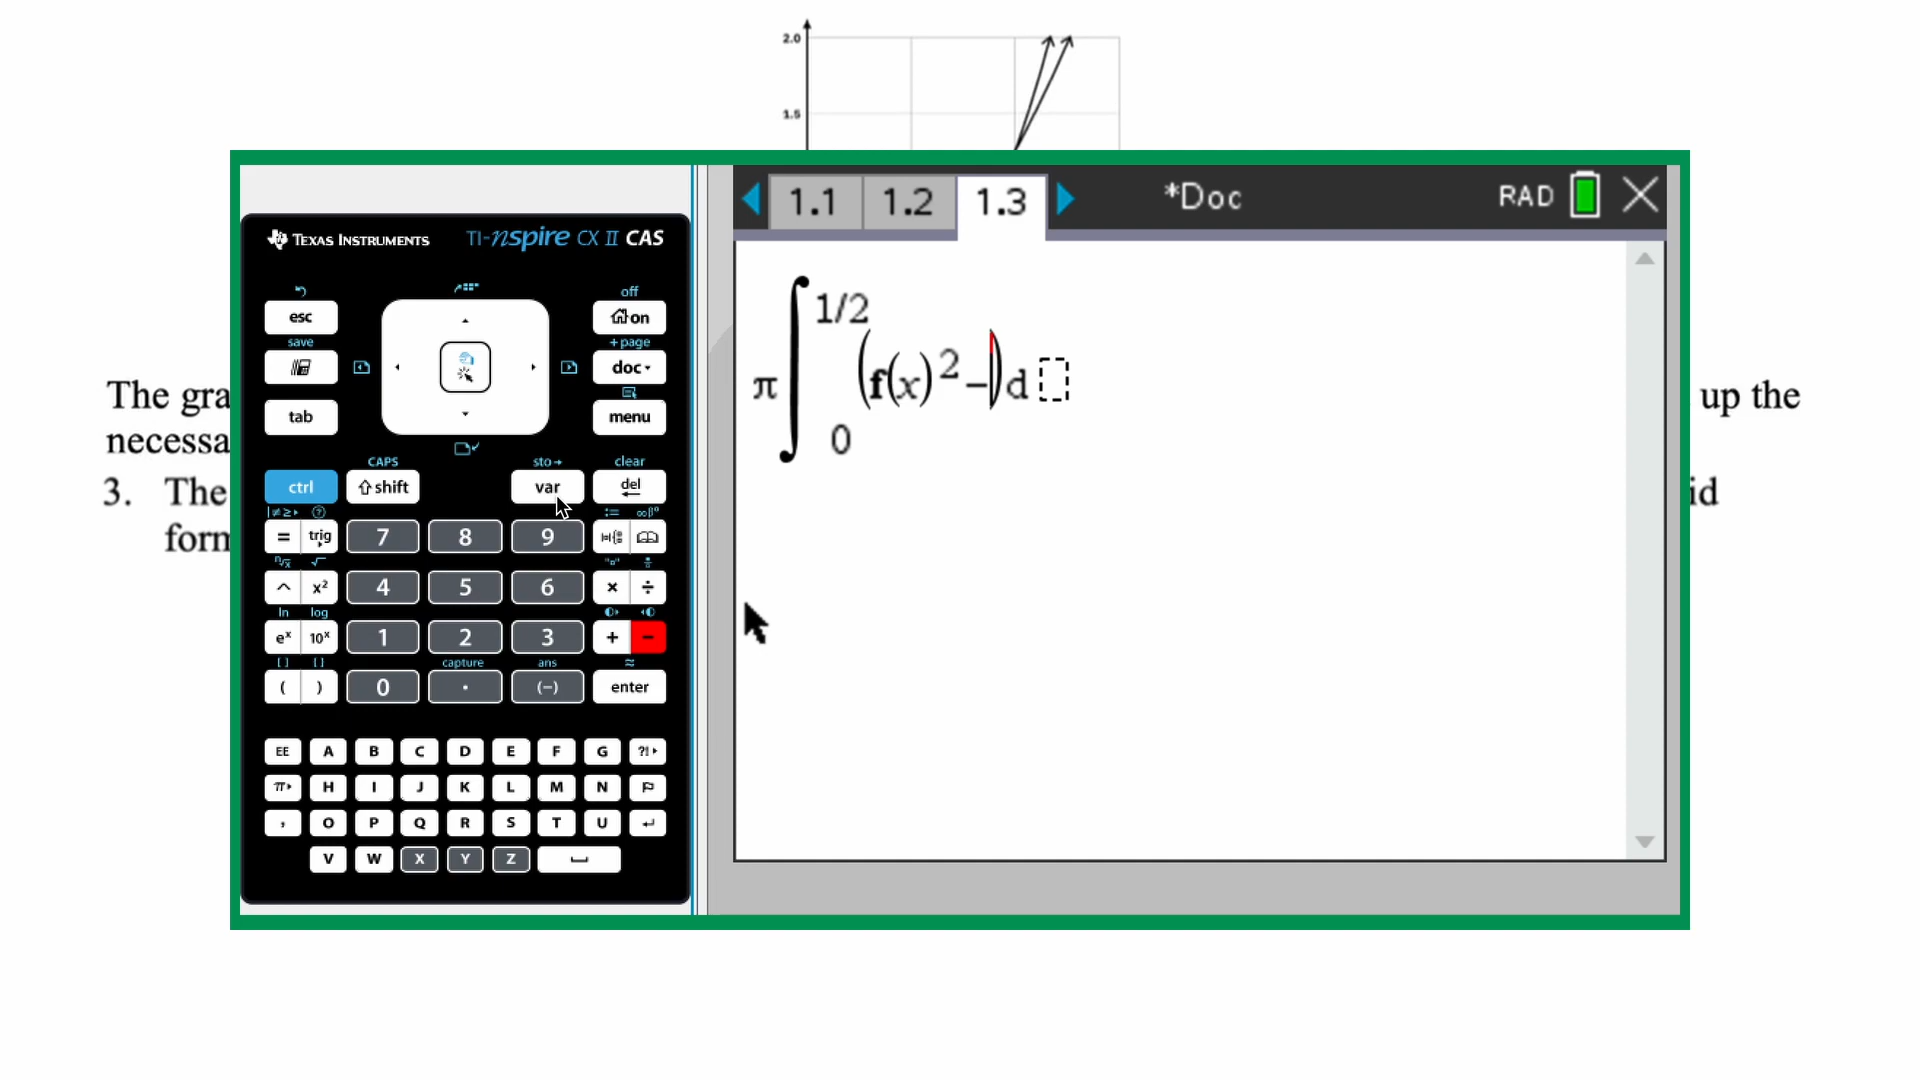 2.0
1.5
The gra
up the
necessa
3. The
id
form
TEXAS INSTRUMENTS TI-nspire CX II CAS
off
esc
on
save
+ page
doc
tab
menu
CAPS
sto→
clear
ctrl
shift
var
del
= trig 7 8 9
^ x² 4 5 6 × ÷
ln log
eˣ 10ˣ 1 2 3 + −
[ ] [ ] capture ans ≈
( ) 0 . (−) enter
EE A B C D E F G ?!▸
π▸ H I J K L M N
, O P Q R S T U
V W X Y Z
1.1 1.2 1.3 *Doc RAD
π∫₀^1/2 (f(x)²−)d